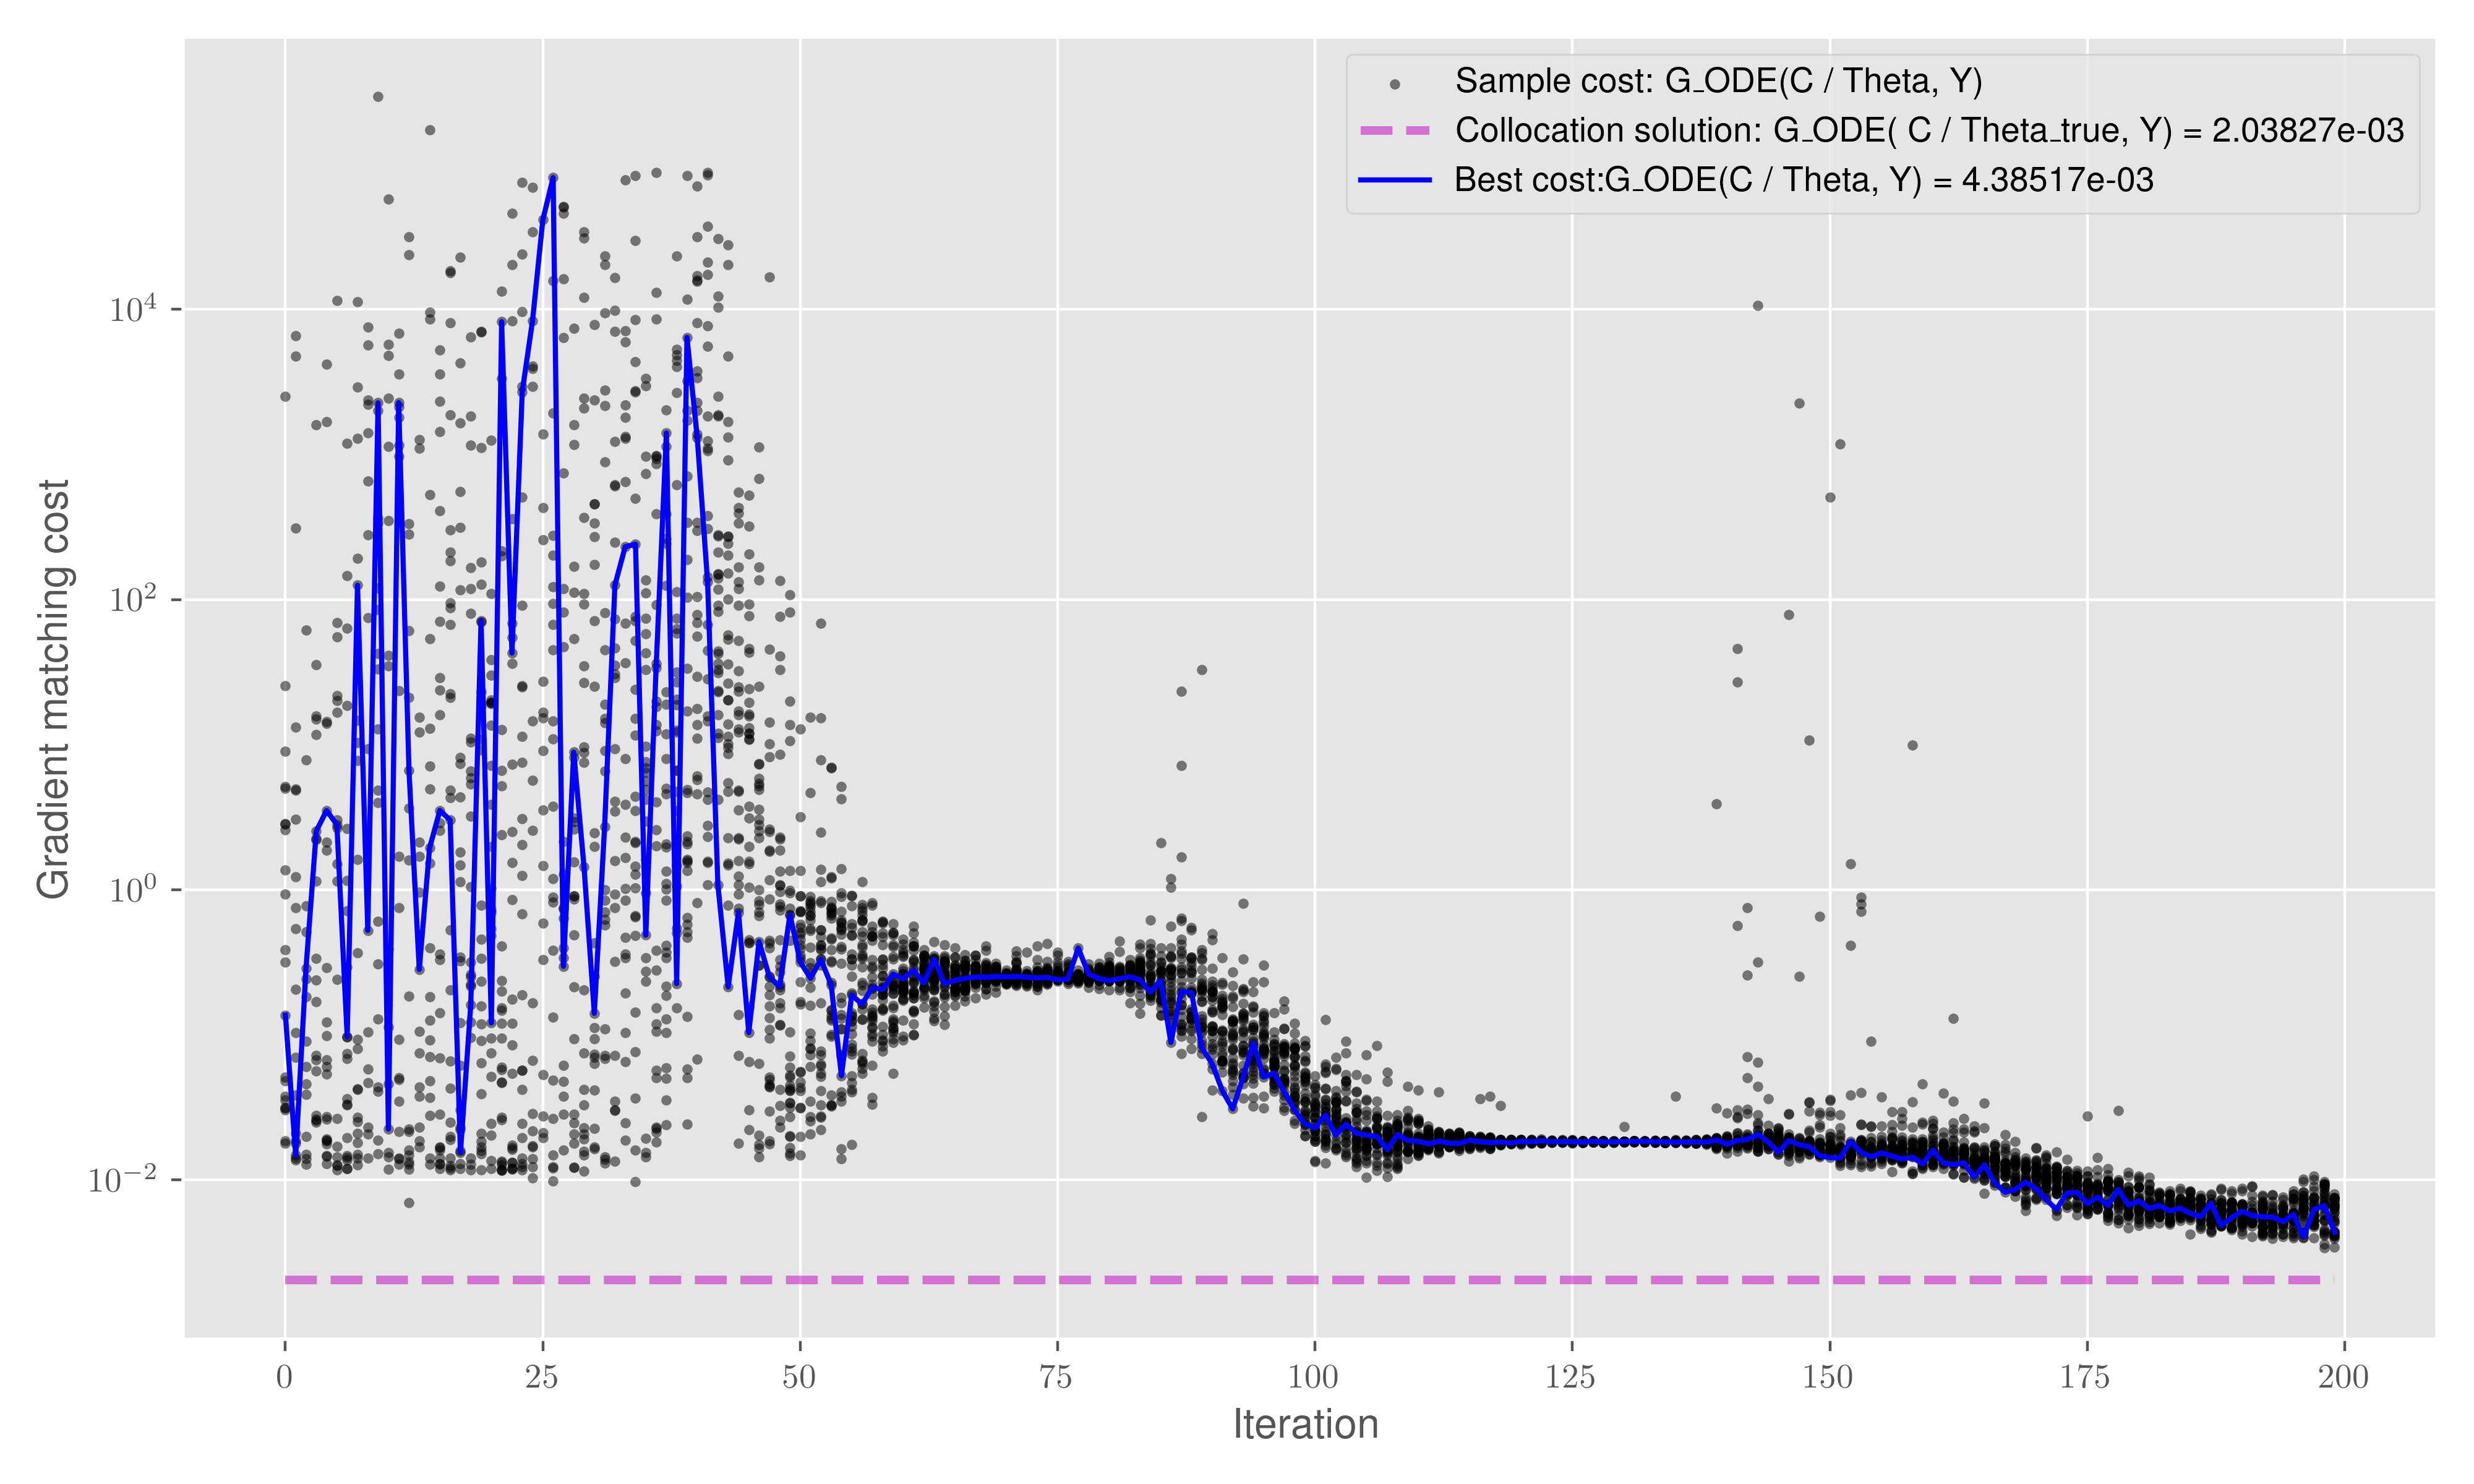 Sample cost: G_ODE(C / Theta, Y)
Collocation solution: G_ODE( C / Theta_true, Y) = 2.03827e-03
Best cost:G_ODE(C / Theta, Y) = 4.38517e-03
Gradient matching cost
10^4
10^2
10^0
10^−2
0 25 50 75 100 125 150 175 200
Iteration